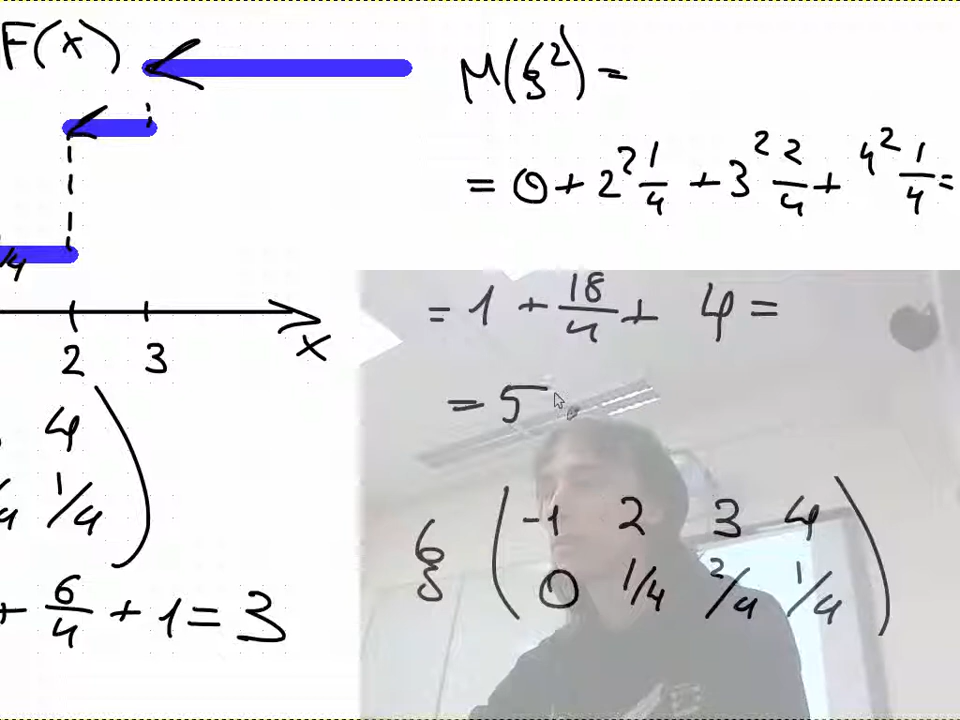 F(x)
/4
2 3
x
4
1/4
+ 6/4 + 1 = 3
M(ξ²) =
= 0 + 2² 1/4 + 3² 2/4 + 4² 1/4 =
= 1 + 18/4 + 4 =
= 5
ξ ( -1 2 3 4
0 1/4 2/4 1/4 )